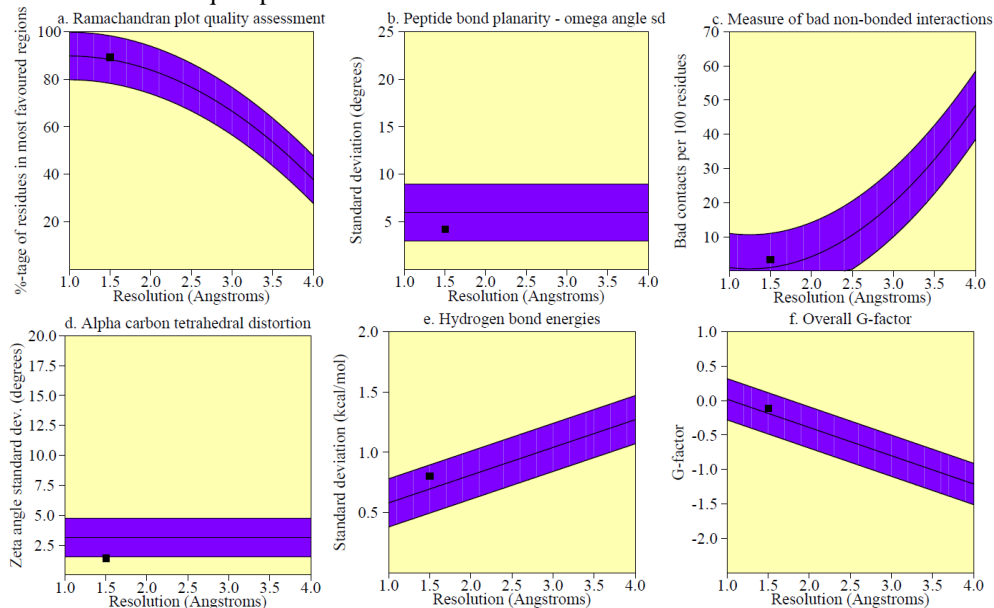 a. Ramachandran plot quality assessment
%-tage of residues in most favoured regions
100
80
60
40
20
1.0 1.5 2.0 2.5 3.0 3.5 4.0
Resolution (Angstroms)
b. Peptide bond planarity - omega angle sd
Standard deviation (degrees)
25
20
15
10
5
1.0 1.5 2.0 2.5 3.0 3.5 4.0
Resolution (Angstroms)
c. Measure of bad non-bonded interactions
Bad contacts per 100 residues
70
60
50
40
30
20
10
1.0 1.5 2.0 2.5 3.0 3.5 4.0
Resolution (Angstroms)
d. Alpha carbon tetrahedral distortion
Zeta angle standard dev. (degrees)
20.0
17.5
15.0
12.5
10.0
7.5
5.0
2.5
1.0 1.5 2.0 2.5 3.0 3.5 4.0
Resolution (Angstroms)
e. Hydrogen bond energies
Standard deviation (kcal/mol)
2.0
1.5
1.0
0.5
1.0 1.5 2.0 2.5 3.0 3.5 4.0
Resolution (Angstroms)
f. Overall G-factor
G-factor
1.0
0.5
0.0
-0.5
-1.0
-1.5
-2.0
1.0 1.5 2.0 2.5 3.0 3.5 4.0
Resolution (Angstroms)